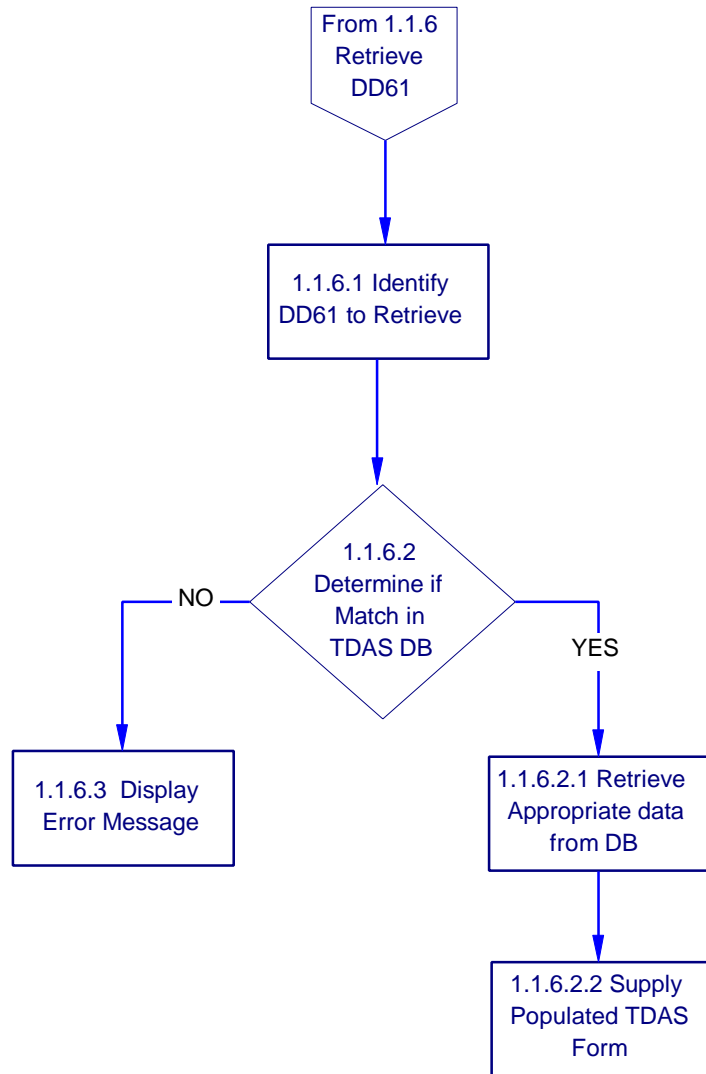 From 1.1.6
Retrieve
DD61
1.1.6.1 Identify
DD61 to Retrieve
1.1.6.2
Determine if
Match in
TDAS DB
NO
YES
1.1.6.3 Display
Error Message
1.1.6.2.1 Retrieve
Appropriate data
from DB
1.1.6.2.2 Supply
Populated TDAS
Form